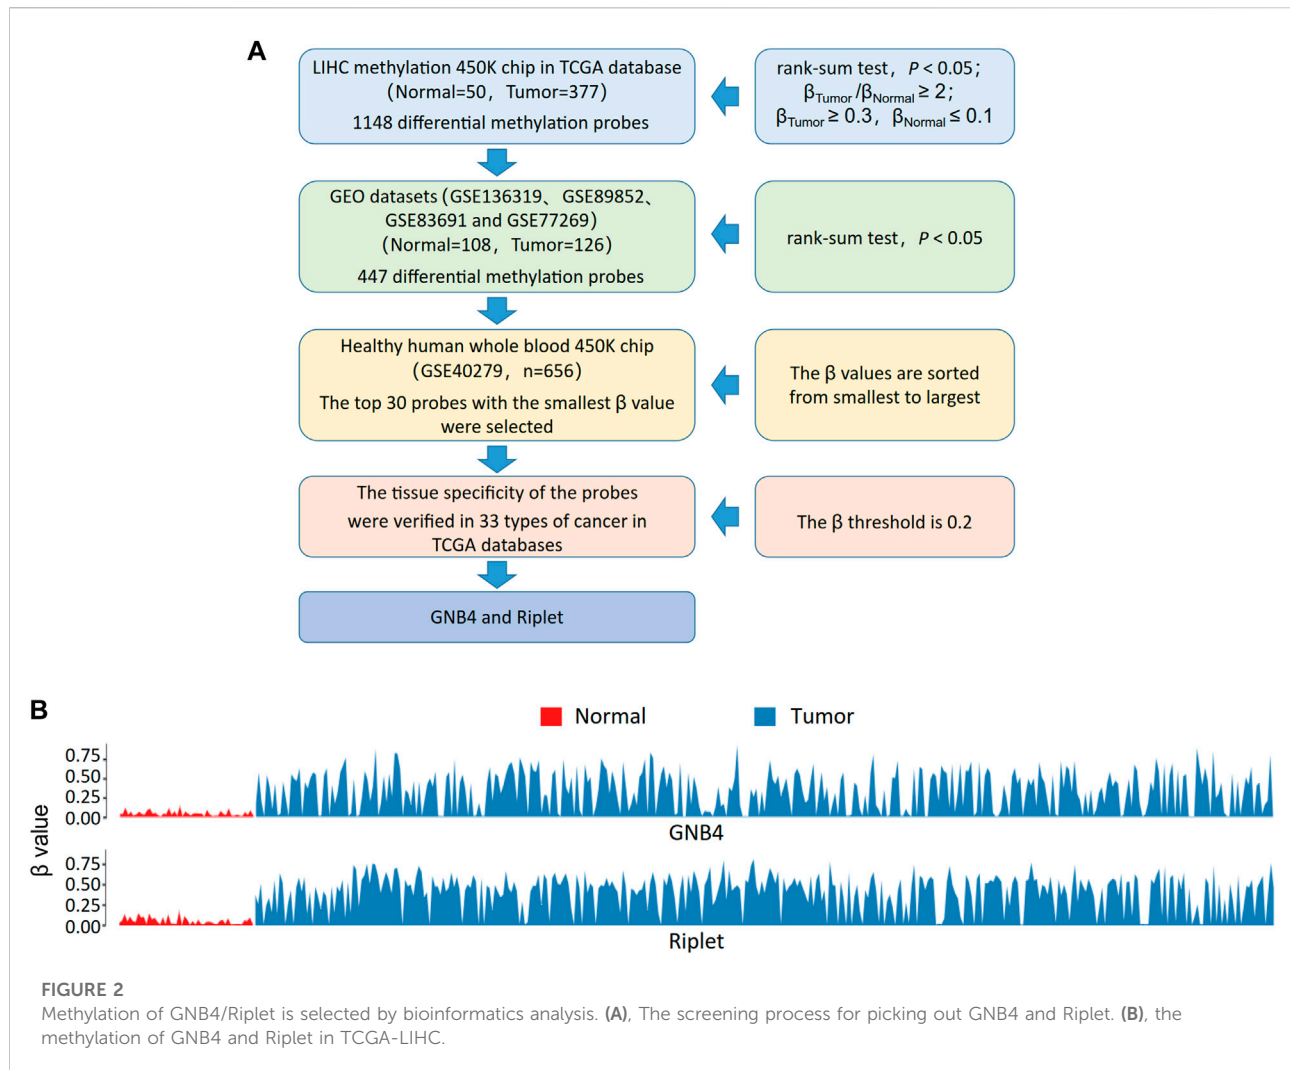 A
LIHC methylation 450K chip in TCGA database
(Normal=50, Tumor=377)
1148 differential methylation probes
rank-sum test, P < 0.05;
βTumor/βNormal ≥ 2;
βTumor ≥ 0.3, βNormal ≤ 0.1
GEO datasets (GSE136319、GSE89852、
GSE83691 and GSE77269)
(Normal=108, Tumor=126)
447 differential methylation probes
rank-sum test, P < 0.05
Healthy human whole blood 450K chip
(GSE40279, n=656)
The top 30 probes with the smallest β value
were selected
The β values are sorted
from smallest to largest
The tissue specificity of the probes
were verified in 33 types of cancer in
TCGA databases
The β threshold is 0.2
GNB4 and Riplet
B
Normal
Tumor
β value
0.75
0.50
0.25
0.00
GNB4
0.75
0.50
0.25
0.00
Riplet
FIGURE 2
Methylation of GNB4/Riplet is selected by bioinformatics analysis. (A), The screening process for picking out GNB4 and Riplet. (B), the
methylation of GNB4 and Riplet in TCGA-LIHC.